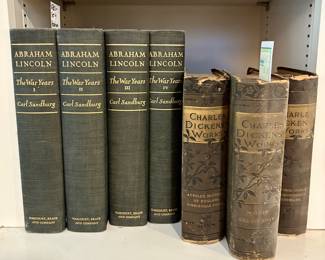 ABRAHAM
LINCOLN
The War Years
I
Carl Sandburg
HARCOURT, BRACE
AND COMPANY
ABRAHAM
LINCOLN
The War Years
II
Carl Sandburg
HARCOURT, BRACE
AND COMPANY
ABRAHAM
LINCOLN
The War Years
III
Carl Sandburg
HARCOURT, BRACE
AND COMPANY
ABRAHAM
LINCOLN
The War Years
IV
Carl Sandburg
HARCOURT, BRACE
AND COMPANY
CHARLES
DICKENS'
WORKS
OF ENGLAND
CHARLES
DICKENS'
WORKS
CHARLES
DICKENS'
WORKS